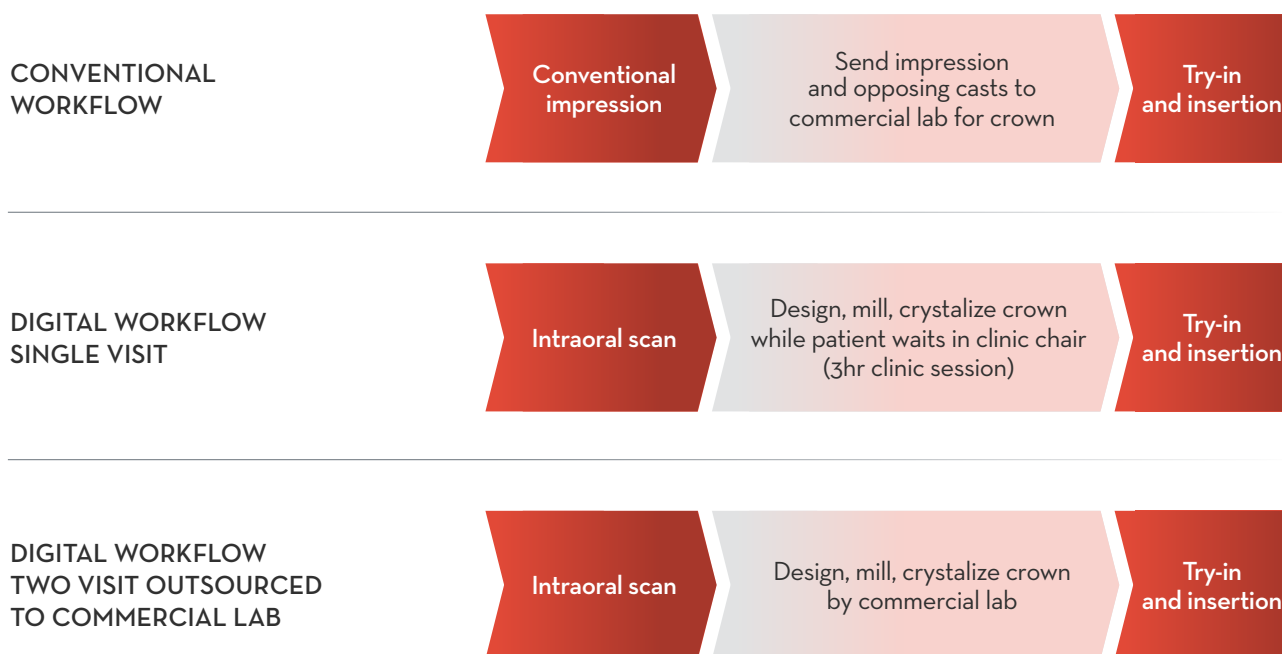 CONVENTIONAL
WORKFLOW
Conventional
impression
Send impression
and opposing casts to
commercial lab for crown
Try-in
and insertion
DIGITAL WORKFLOW
SINGLE VISIT
Intraoral scan
Design, mill, crystalize crown
while patient waits in clinic chair
(3hr clinic session)
Try-in
and insertion
DIGITAL WORKFLOW
TWO VISIT OUTSOURCED
TO COMMERCIAL LAB
Intraoral scan
Design, mill, crystalize crown
by commercial lab
Try-in
and insertion